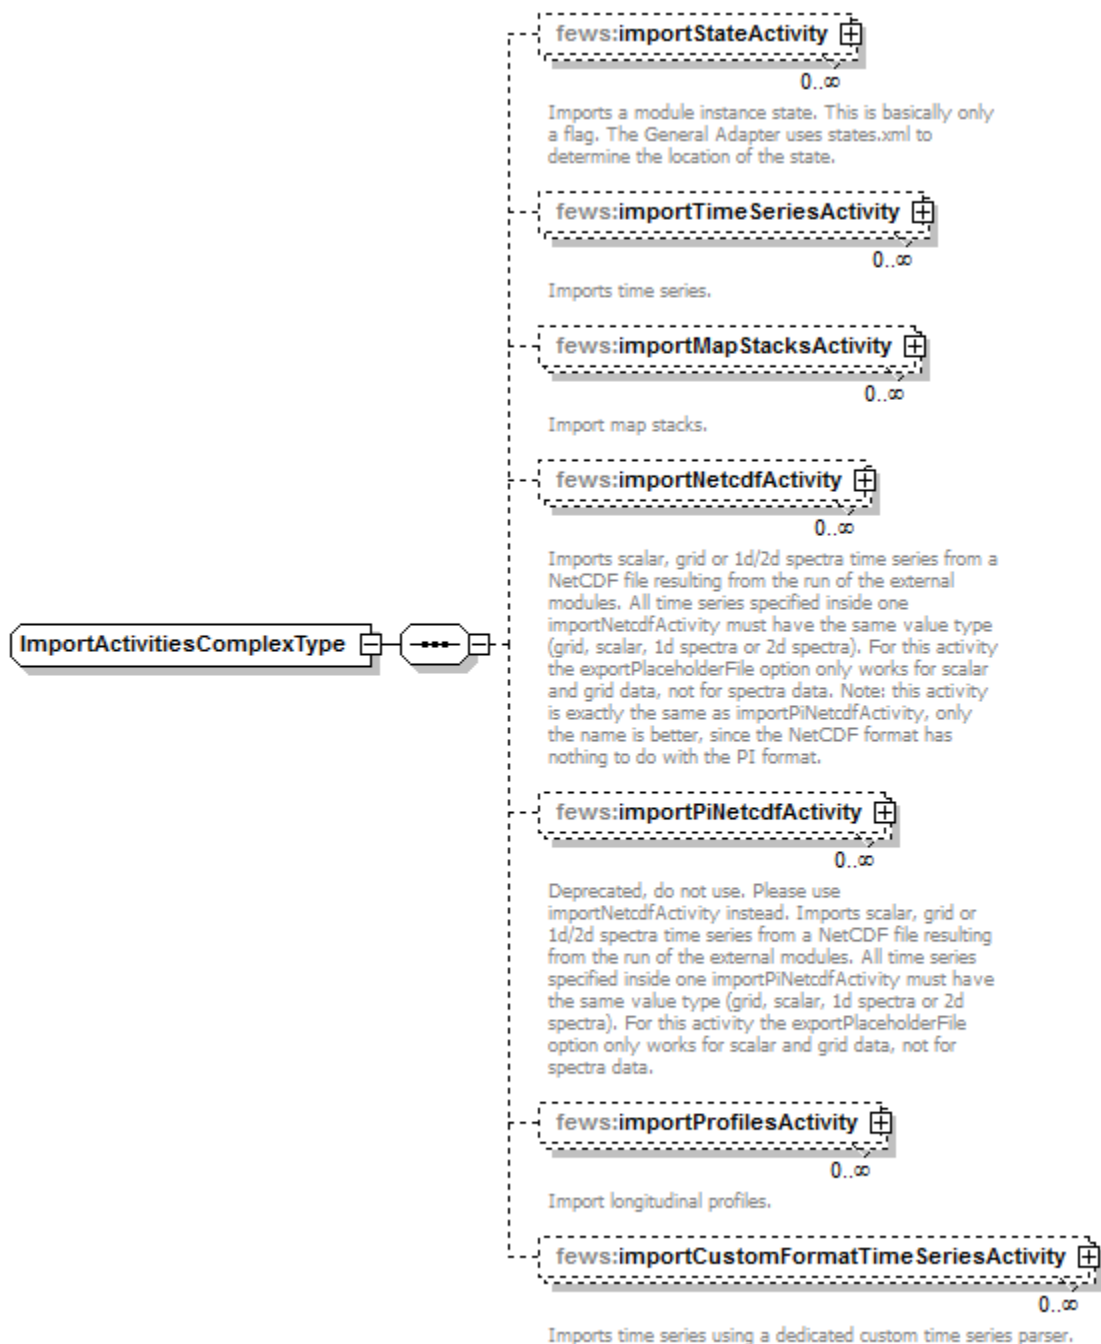 fews:importStateActivity
0..∞
Imports a module instance state. This is basically only
a flag. The General Adapter uses states.xml to
determine the location of the state.
fews:importTimeSeriesActivity
0..∞
Imports time series.
fews:importMapStacksActivity
0..∞
Import map stacks.
fews:importNetcdfActivity
0..∞
Imports scalar, grid or 1d/2d spectra time series from a
NetCDF file resulting from the run of the external
modules. All time series specified inside one
importNetcdfActivity must have the same value type
(grid, scalar, 1d spectra or 2d spectra). For this activity
the exportPlaceholderFile option only works for scalar
and grid data, not for spectra data. Note: this activity
is exactly the same as importPiNetcdfActivity, only
the name is better, since the NetCDF format has
nothing to do with the PI format.
ImportActivitiesComplexType
fews:importPiNetcdfActivity
0..∞
Deprecated, do not use. Please use
importNetcdfActivity instead. Imports scalar, grid or
1d/2d spectra time series from a NetCDF file resulting
from the run of the external modules. All time series
specified inside one importPiNetcdfActivity must have
the same value type (grid, scalar, 1d spectra or 2d
spectra). For this activity the exportPlaceholderFile
option only works for scalar and grid data, not for
spectra data.
fews:importProfilesActivity
0..∞
Import longitudinal profiles.
fews:importCustomFormatTimeSeriesActivity
0..∞
Imports time series using a dedicated custom time series parser.